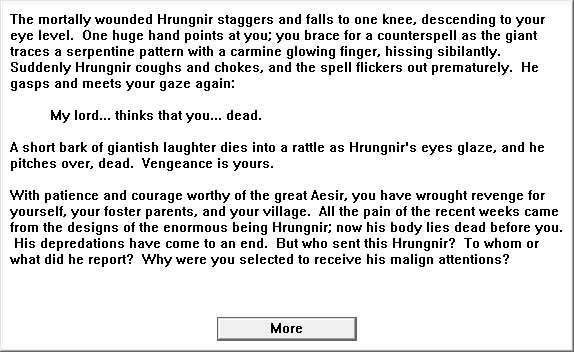 The mortally wounded Hrungnir staggers and falls to one knee, descending to your
eye level.  One huge hand points at you; you brace for a counterspell as the giant
traces a serpentine pattern with a carmine glowing finger, hissing sibilantly.
Suddenly Hrungnir coughs and chokes, and the spell flickers out prematurely.  He
gasps and meets your gaze again:
My lord... thinks that you... dead.
A short bark of giantish laughter dies into a rattle as Hrungnir's eyes glaze, and he
pitches over, dead.  Vengeance is yours.
With patience and courage worthy of the great Aesir, you have wrought revenge for
yourself, your foster parents, and your village.  All the pain of the recent weeks came
from the designs of the enormous being Hrungnir; now his body lies dead before you.
His depredations have come to an end.  But who sent this Hrungnir?  To whom or
what did he report?  Why were you selected to receive his malign attentions?
More